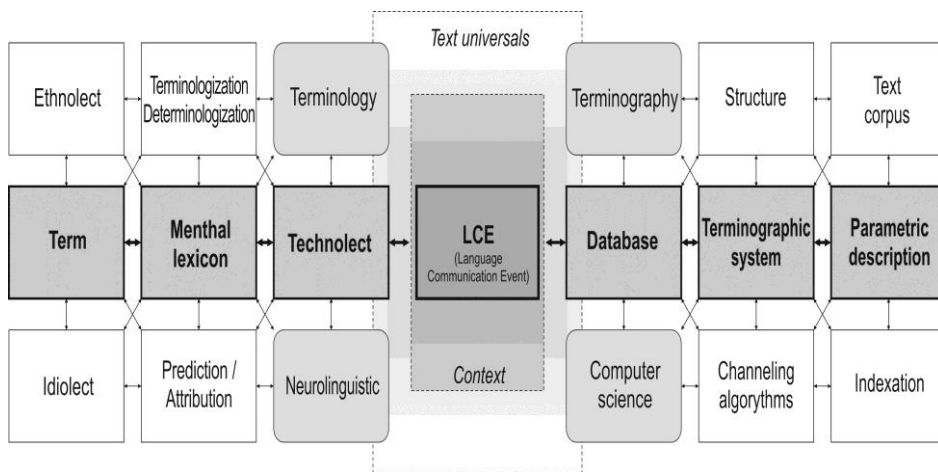 Text universals
Ethnolect
Terminologization
Determinologization
Terminology
Terminography
Structure
Text
corpus
Term
Menthal
lexicon
Technolect
LCE
(Language
Communication Event)
Database
Terminographic
system
Parametric
description
Idiolect
Prediction /
Attribution
Neurolinguistic
Context
Computer
science
Channeling
algorythms
Indexation